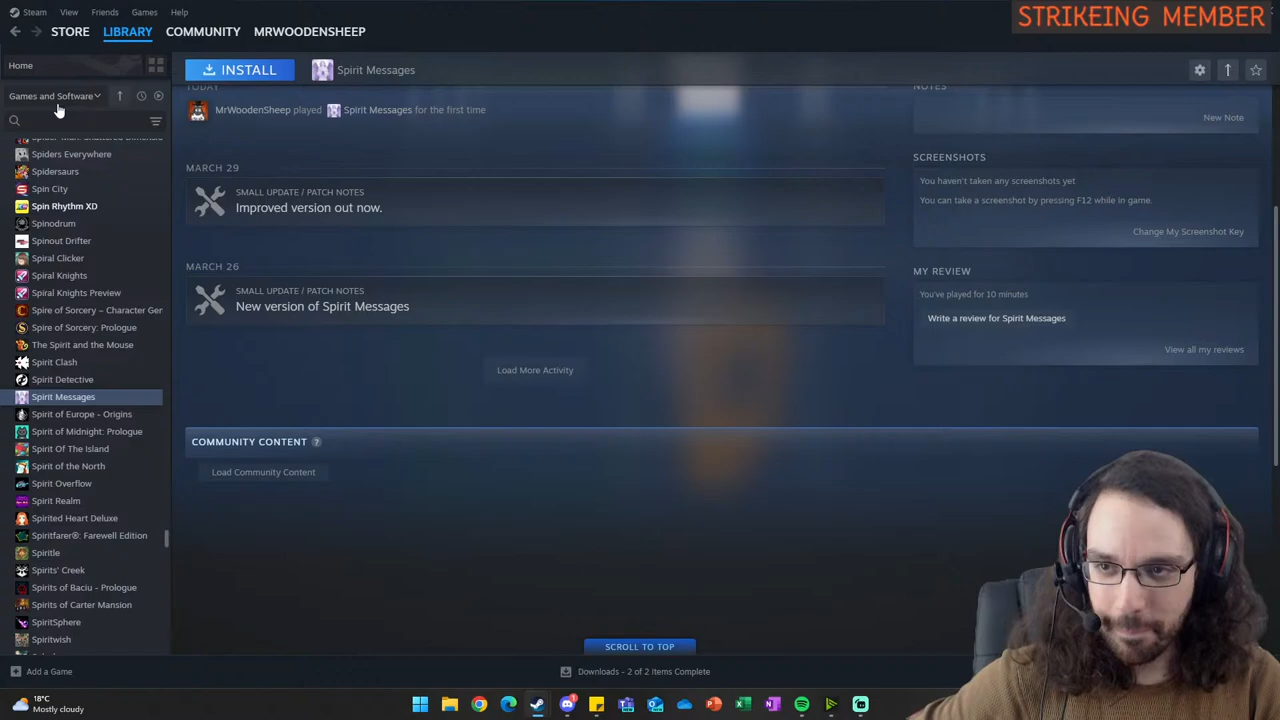 Steam View Friends Games Help
STRIKEING MEMBER
STORE LIBRARY COMMUNITY MRWOODENSHEEP
Home
INSTALL
Spirit Messages
Games and Software
TODAY
MrWoodenSheep played Spirit Messages for the first time
NOTES
New Note
Spiders Everywhere
Spidersaurs
Spin City
Spin Rhythm XD
Spinodrum
Spinout Drifter
Spiral Clicker
Spiral Knights
Spiral Knights Preview
Spire of Sorcery – Character Ger
Spire of Sorcery: Prologue
The Spirit and the Mouse
Spirit Clash
Spirit Detective
Spirit Messages
Spirit of Europe - Origins
Spirit of Midnight: Prologue
Spirit Of The Island
Spirit of the North
Spirit Overflow
Spirit Realm
Spirited Heart Deluxe
Spiritfarer®: Farewell Edition
Spiritle
Spirits' Creek
Spirits of Baciu - Prologue
Spirits of Carter Mansion
SpiritSphere
Spiritwish
MARCH 29
SMALL UPDATE / PATCH NOTES
Improved version out now.
MARCH 26
SMALL UPDATE / PATCH NOTES
New version of Spirit Messages
Load More Activity
SCREENSHOTS
You haven't taken any screenshots yet
You can take a screenshot by pressing F12 while in game.
Change My Screenshot Key
MY REVIEW
You've played for 10 minutes
Write a review for Spirit Messages
View all my reviews
COMMUNITY CONTENT ?
Load Community Content
SCROLL TO TOP
Add a Game
Downloads - 2 of 2 Items Complete
18°C
Mostly cloudy